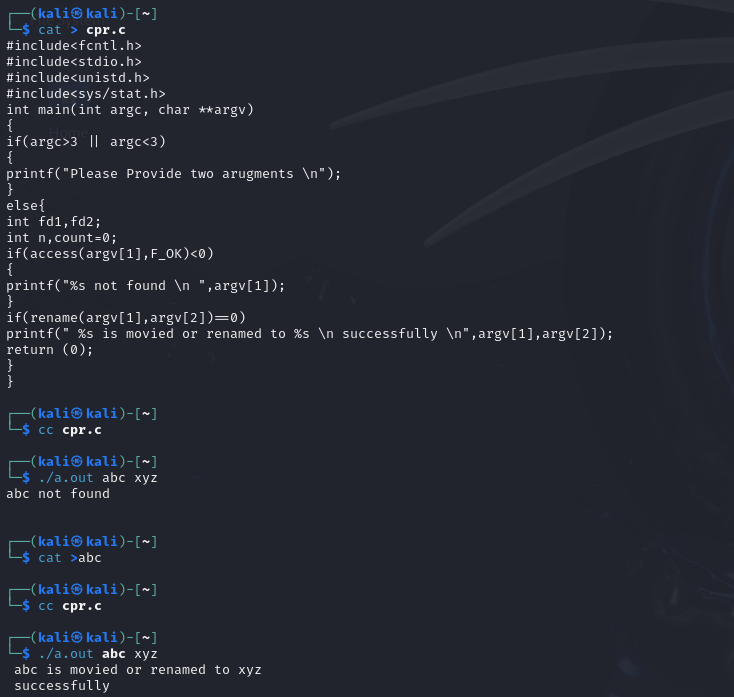 ┌──(kali㉿kali)-[~]
└─$ cat > cpr.c
#include<fcntl.h>
#include<stdio.h>
#include<unistd.h>
#include<sys/stat.h>
int main(int argc, char **argv)
{
if(argc>3 || argc<3)
{
printf("Please Provide two arugments \n");
}
else{
int fd1,fd2;
int n,count=0;
if(access(argv[1],F_OK)<0)
{
printf("%s not found \n ",argv[1]);
}
if(rename(argv[1],argv[2])==0)
printf(" %s is movied or renamed to %s \n successfully \n",argv[1],argv[2]);
return (0);
}
}
┌──(kali㉿kali)-[~]
└─$ cc cpr.c
┌──(kali㉿kali)-[~]
└─$ ./a.out abc xyz
abc not found
┌──(kali㉿kali)-[~]
└─$ cat >abc
┌──(kali㉿kali)-[~]
└─$ cc cpr.c
┌──(kali㉿kali)-[~]
└─$ ./a.out abc xyz
 abc is movied or renamed to xyz
 successfully